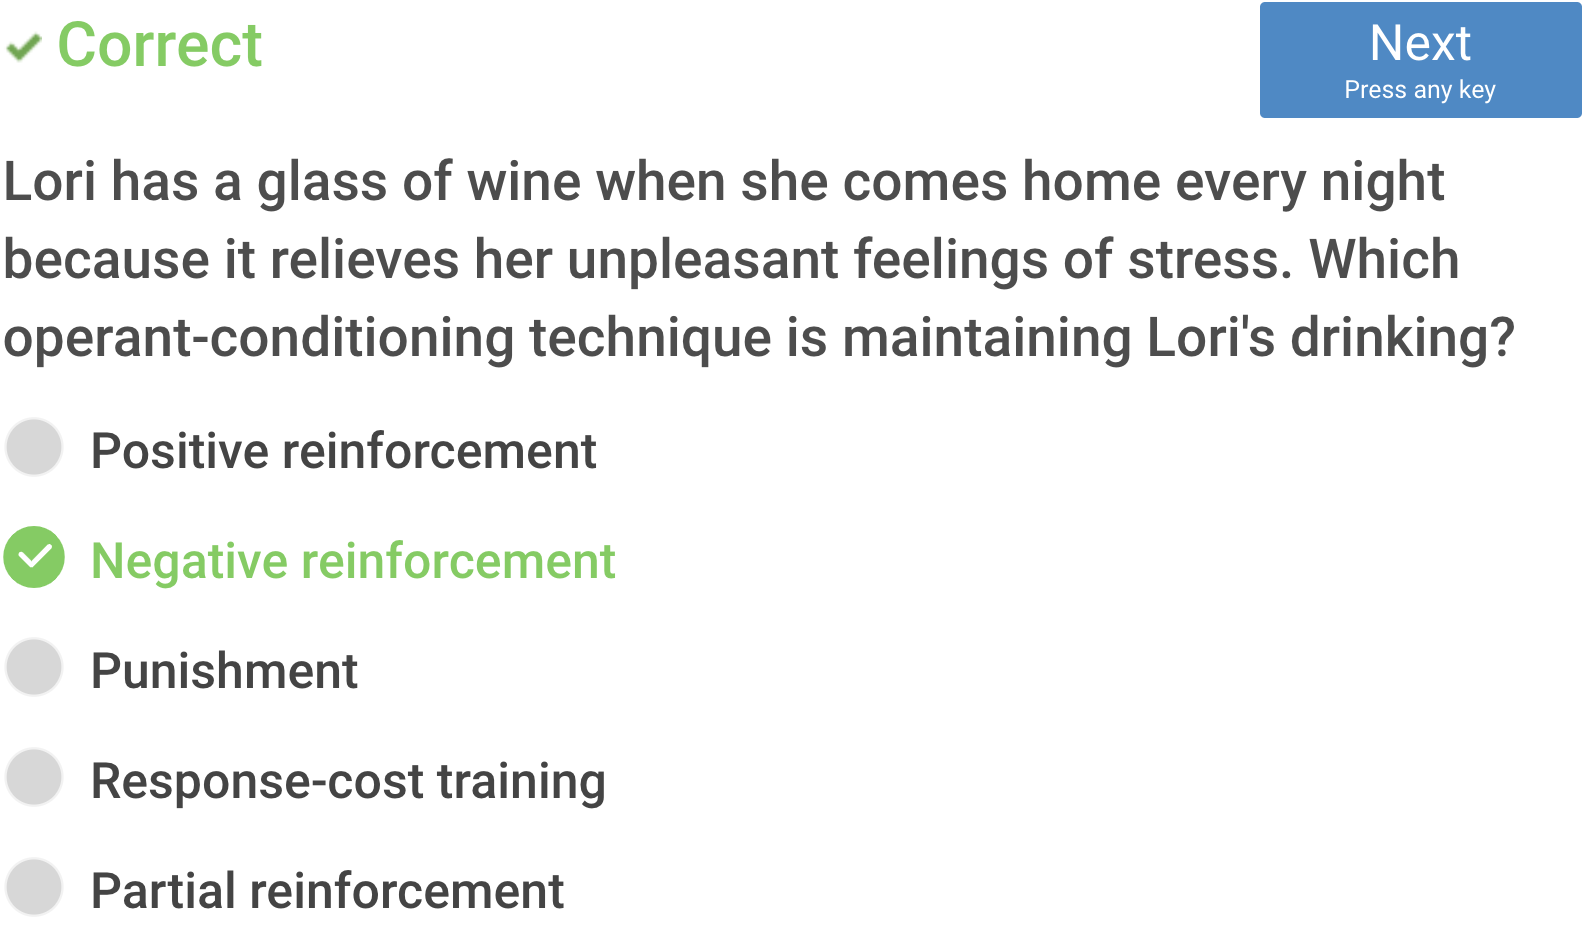 Correct
Next
Press any key
Lori has a glass of wine when she comes home every night
because it relieves her unpleasant feelings of stress. Which
operant-conditioning technique is maintaining Lori's drinking?
Positive reinforcement
Negative reinforcement
Punishment
Response-cost training
Partial reinforcement